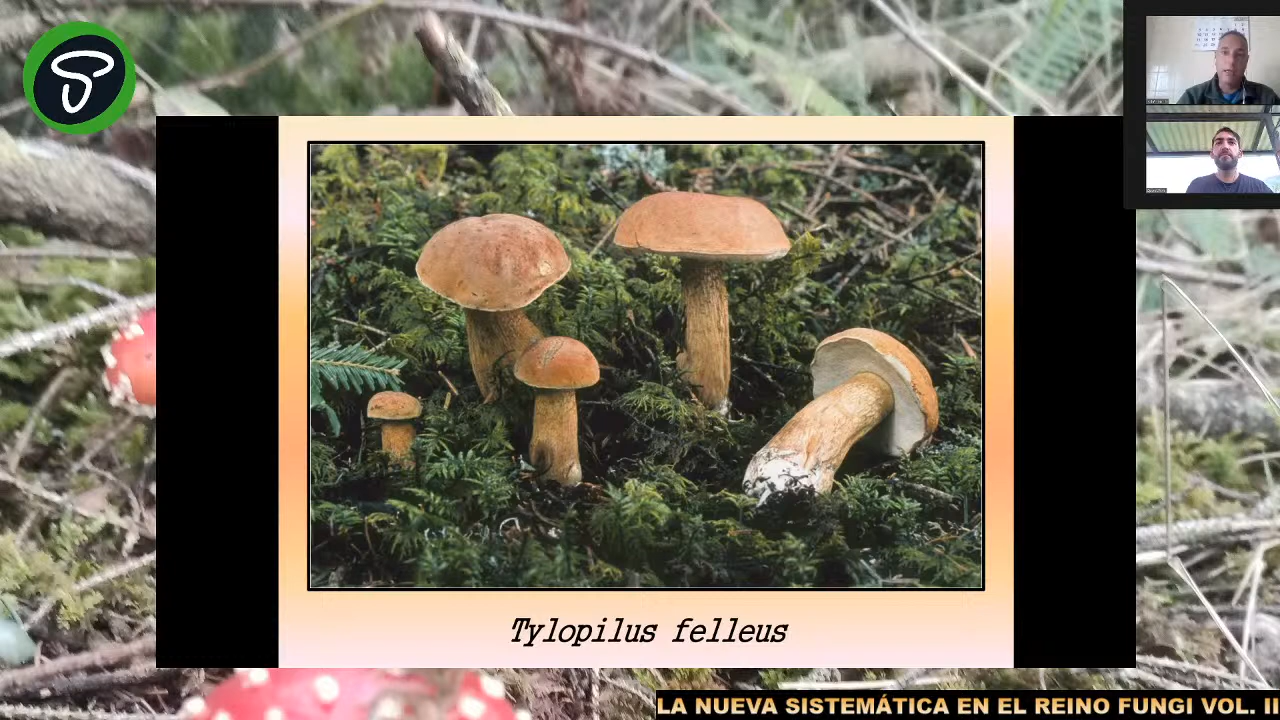 Tylopilus felleus
LA NUEVA SISTEMÁTICA EN EL REINO FUNGI VOL. II